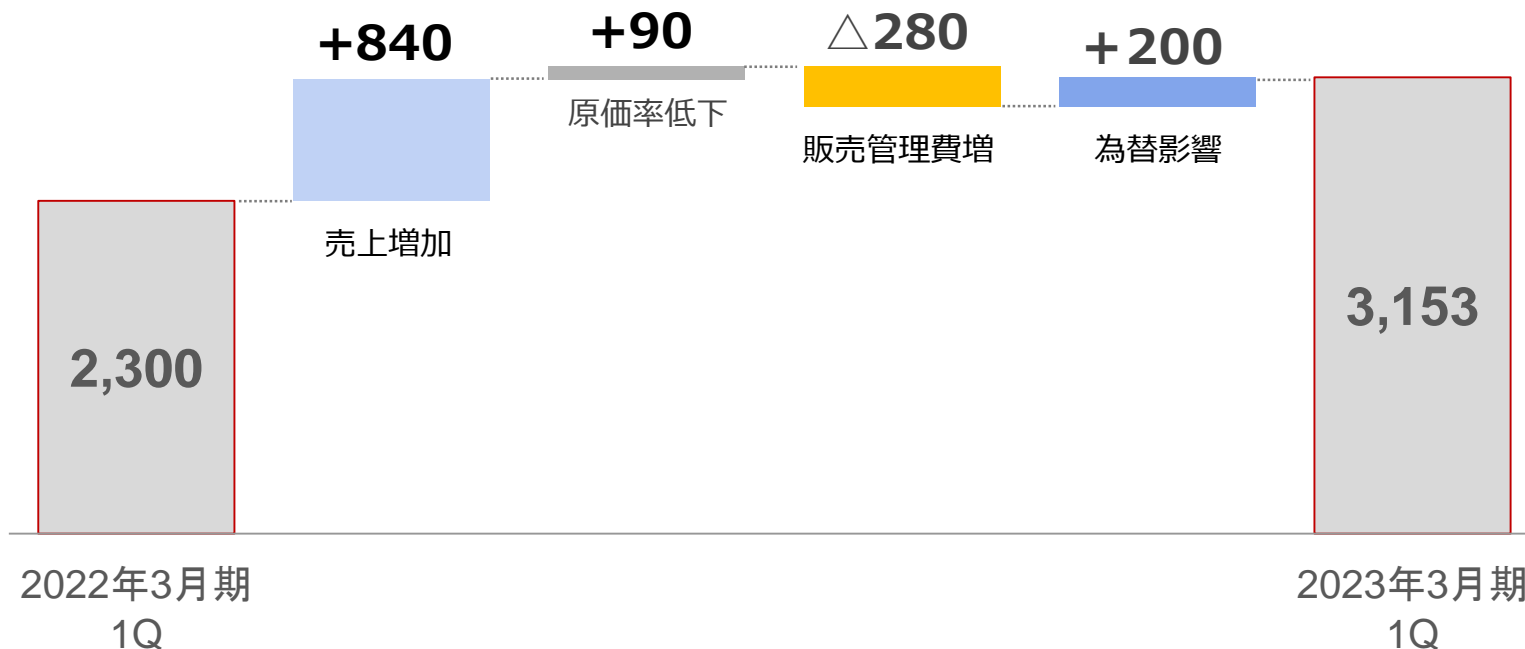 +840
+90
△280
+200
原価率低下
販売管理費増
為替影響
売上増加
3,153
2,300
2022年3月期
1Q
2023年3月期
1Q